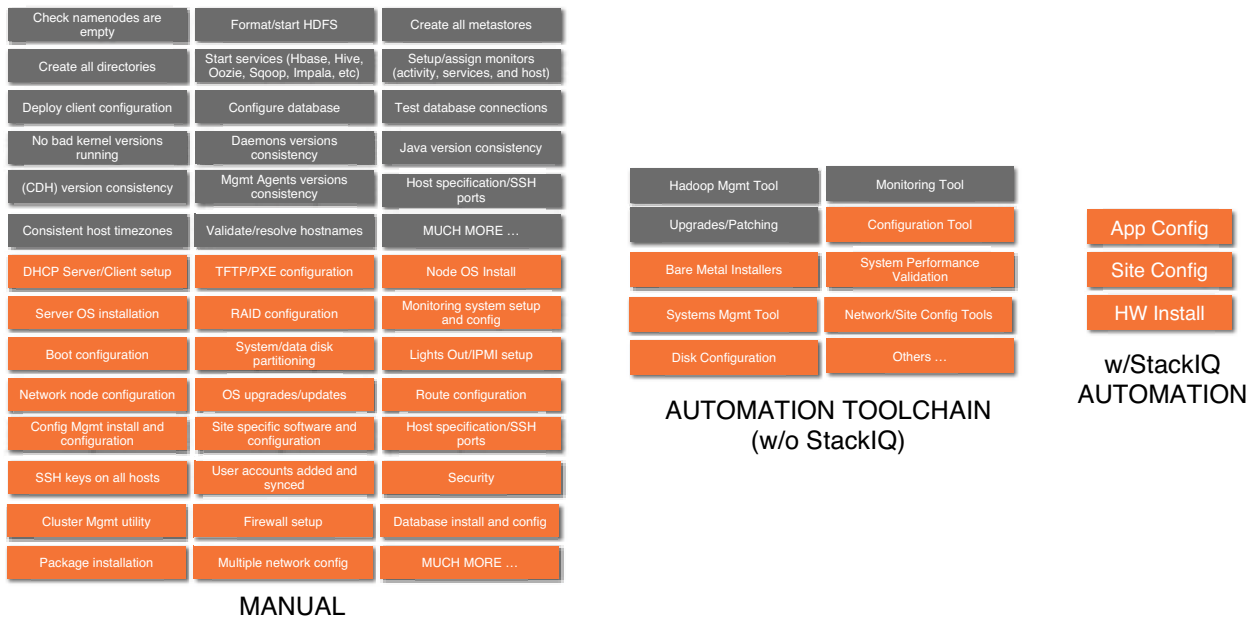 Check namenodes are
empty
Format/start HDFS
Create all metastores
Create all directories
Start services (Hbase, Hive,
Oozie, Sqoop, Impala, etc)
Setup/assign monitors
(activity, services, and host)
Deploy client configuration
Configure database
Test database connections
No bad kernel versions
running
Daemons versions
consistency
Java version consistency
(CDH) version consistency
Mgmt Agents versions
consistency
Host specification/SSH
ports
Consistent host timezones
Validate/resolve hostnames
MUCH MORE …
DHCP Server/Client setup
TFTP/PXE configuration
Node OS Install
Server OS installation
RAID configuration
Monitoring system setup
and config
Boot configuration
System/data disk
partitioning
Lights Out/IPMI setup
Network node configuration
OS upgrades/updates
Route configuration
Config Mgmt install and
configuration
Site specific software and
configuration
Host specification/SSH
ports
SSH keys on all hosts
User accounts added and
synced
Security
Cluster Mgmt utility
Firewall setup
Database install and config
Package installation
Multiple network config
MUCH MORE …
MANUAL
Hadoop Mgmt Tool
Monitoring Tool
Upgrades/Patching
Configuration Tool
Bare Metal Installers
System Performance
Validation
Systems Mgmt Tool
Network/Site Config Tools
Disk Configuration
Others …
AUTOMATION TOOLCHAIN
(w/o StackIQ)
App Config
Site Config
HW Install
w/StackIQ
AUTOMATION